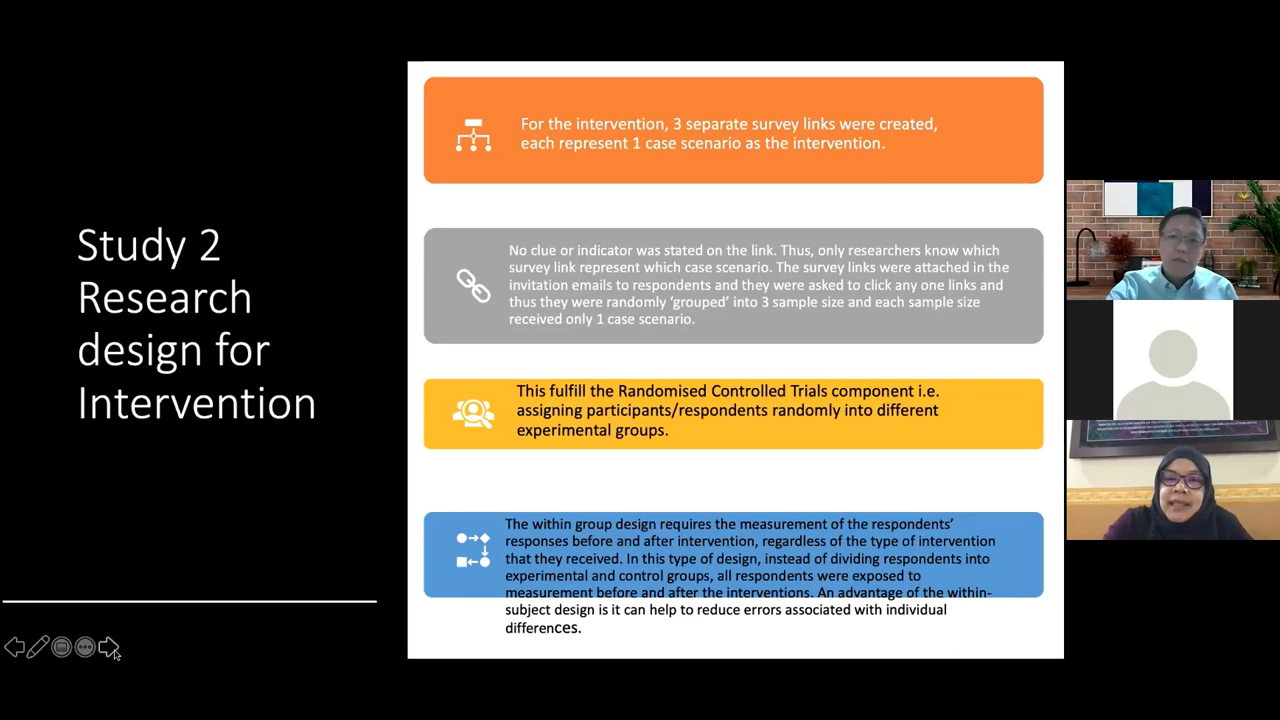 Study 2
Research
design for
Intervention
For the intervention, 3 separate survey links were created,
each represent 1 case scenario as the intervention.
No clue or indicator was stated on the link. Thus, only researchers know which
survey link represent which case scenario. The survey links were attached in the
invitation emails to respondents and they were asked to click any one links and
thus they were randomly ‘grouped’ into 3 sample size and each sample size
received only 1 case scenario.
This fulfill the Randomised Controlled Trials component i.e.
assigning participants/respondents randomly into different
experimental groups.
The within group design requires the measurement of the respondents’
responses before and after intervention, regardless of the type of intervention
that they received. In this type of design, instead of dividing respondents into
experimental and control groups, all respondents were exposed to
measurement before and after the interventions. An advantage of the within-
subject design is it can help to reduce errors associated with individual
differences.